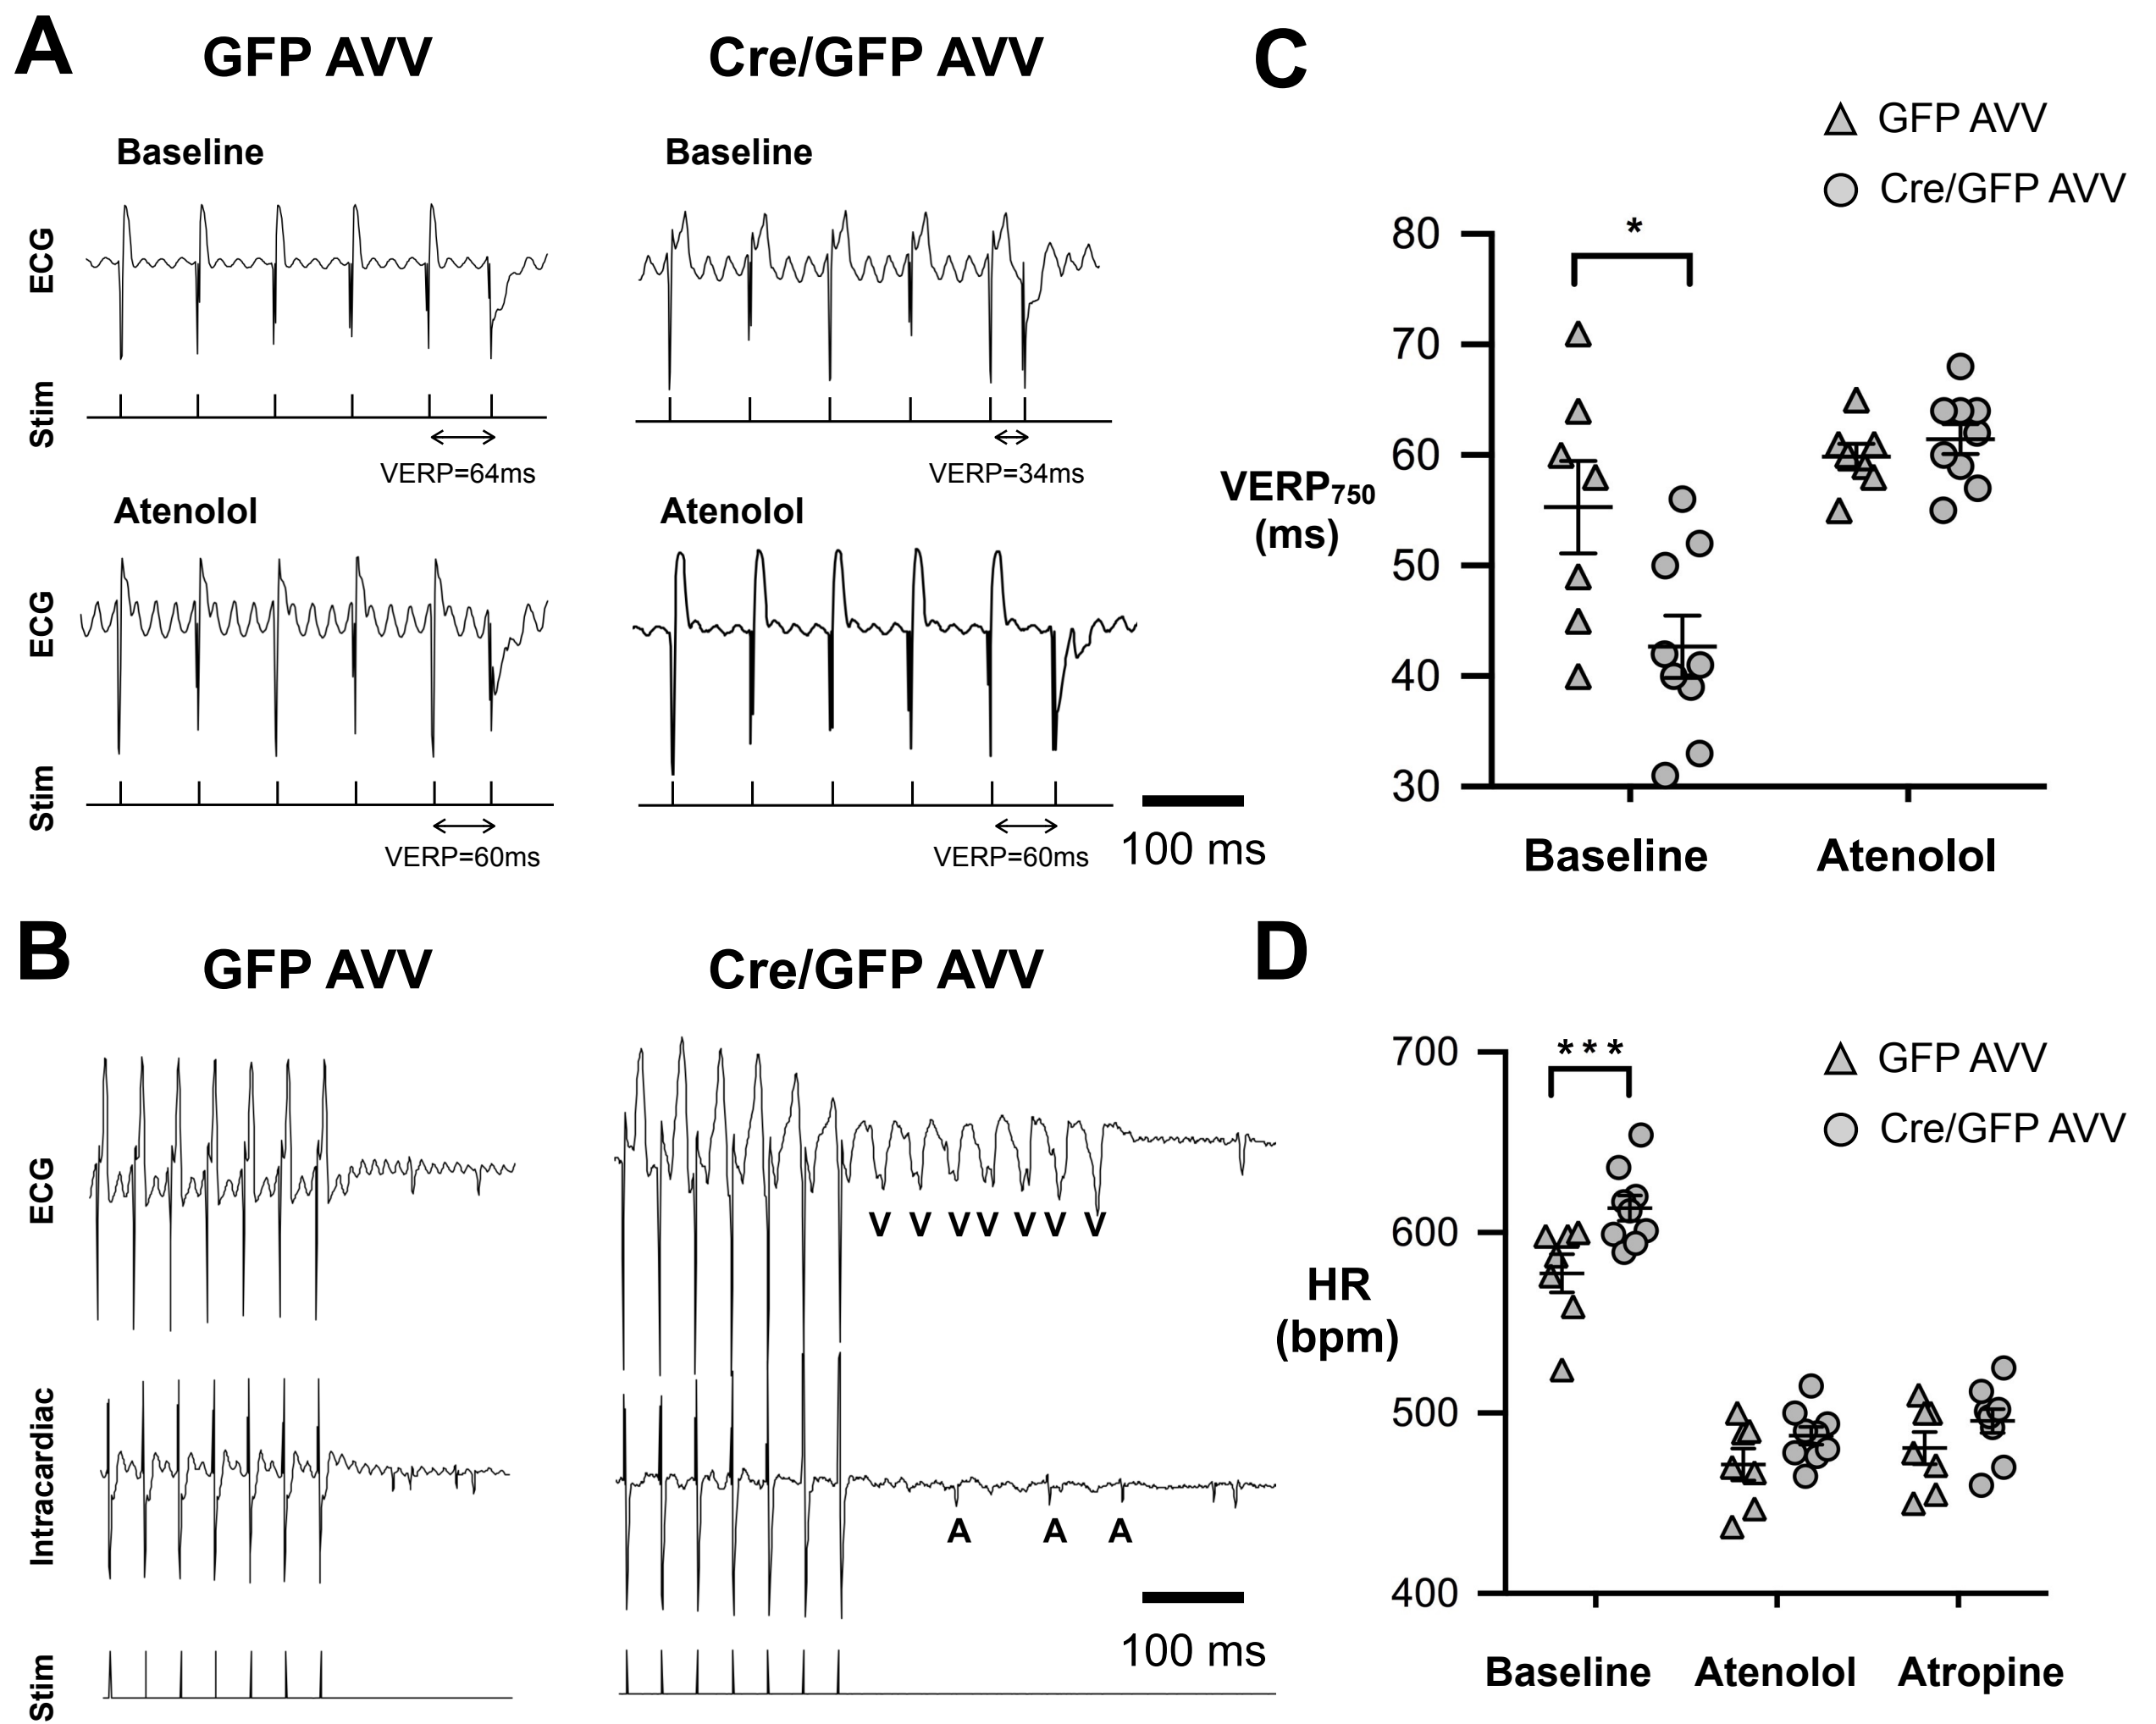 A
GFP AVV
Cre/GFP AVV
Baseline
Baseline
ECG
Stim
VERP=64ms
VERP=34ms
Atenolol
Atenolol
ECG
Stim
VERP=60ms
VERP=60ms
100 ms
C
GFP AVV
Cre/GFP AVV
*
80
70
60
50
40
30
VERP750
(ms)
Baseline
Atenolol
B
GFP AVV
Cre/GFP AVV
ECG
V V V V V V V
Intracardiac
A A A
Stim
100 ms
D
GFP AVV
Cre/GFP AVV
***
700
600
500
400
HR
(bpm)
Baseline
Atenolol
Atropine